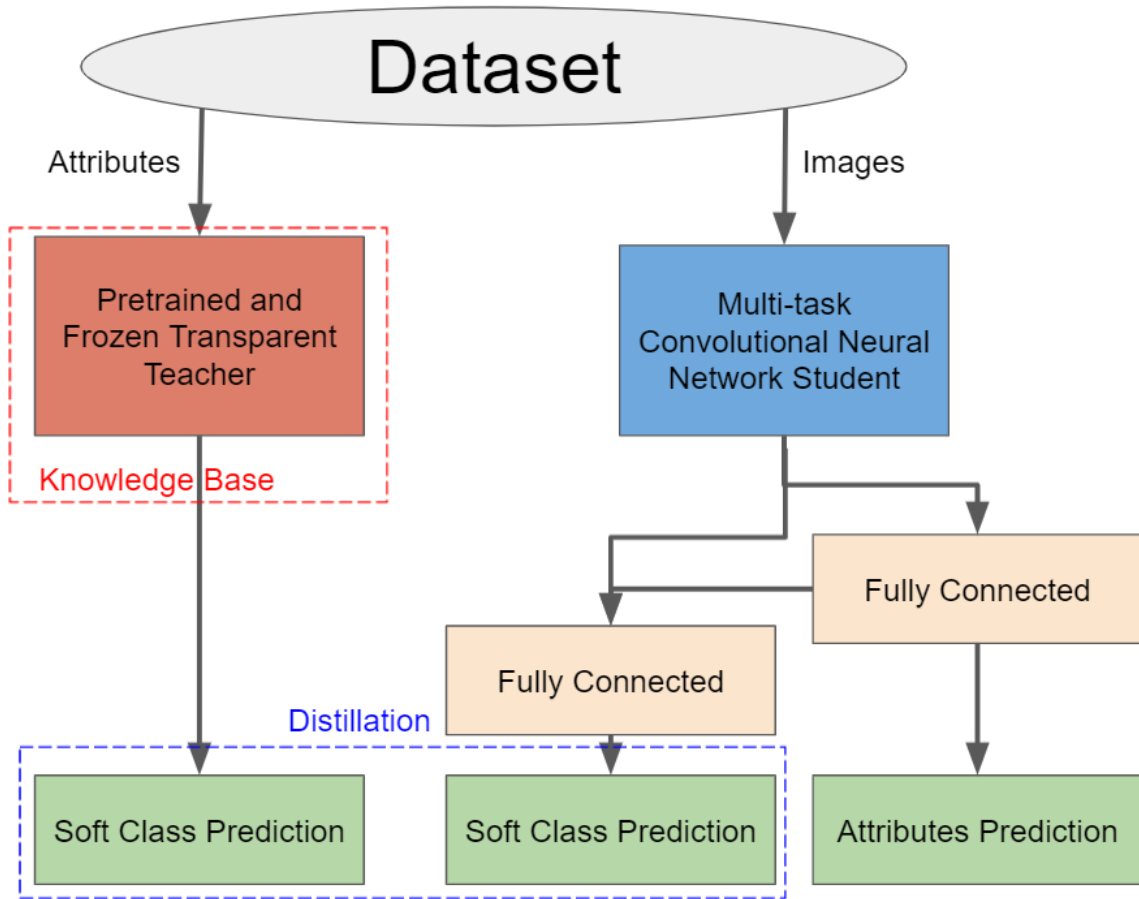 Dataset
Attributes
Images
Pretrained and
Frozen Transparent
Teacher
Multi-task
Convolutional Neural
Network Student
Knowledge Base
Fully Connected
Fully Connected
Distillation
Soft Class Prediction
Soft Class Prediction
Attributes Prediction